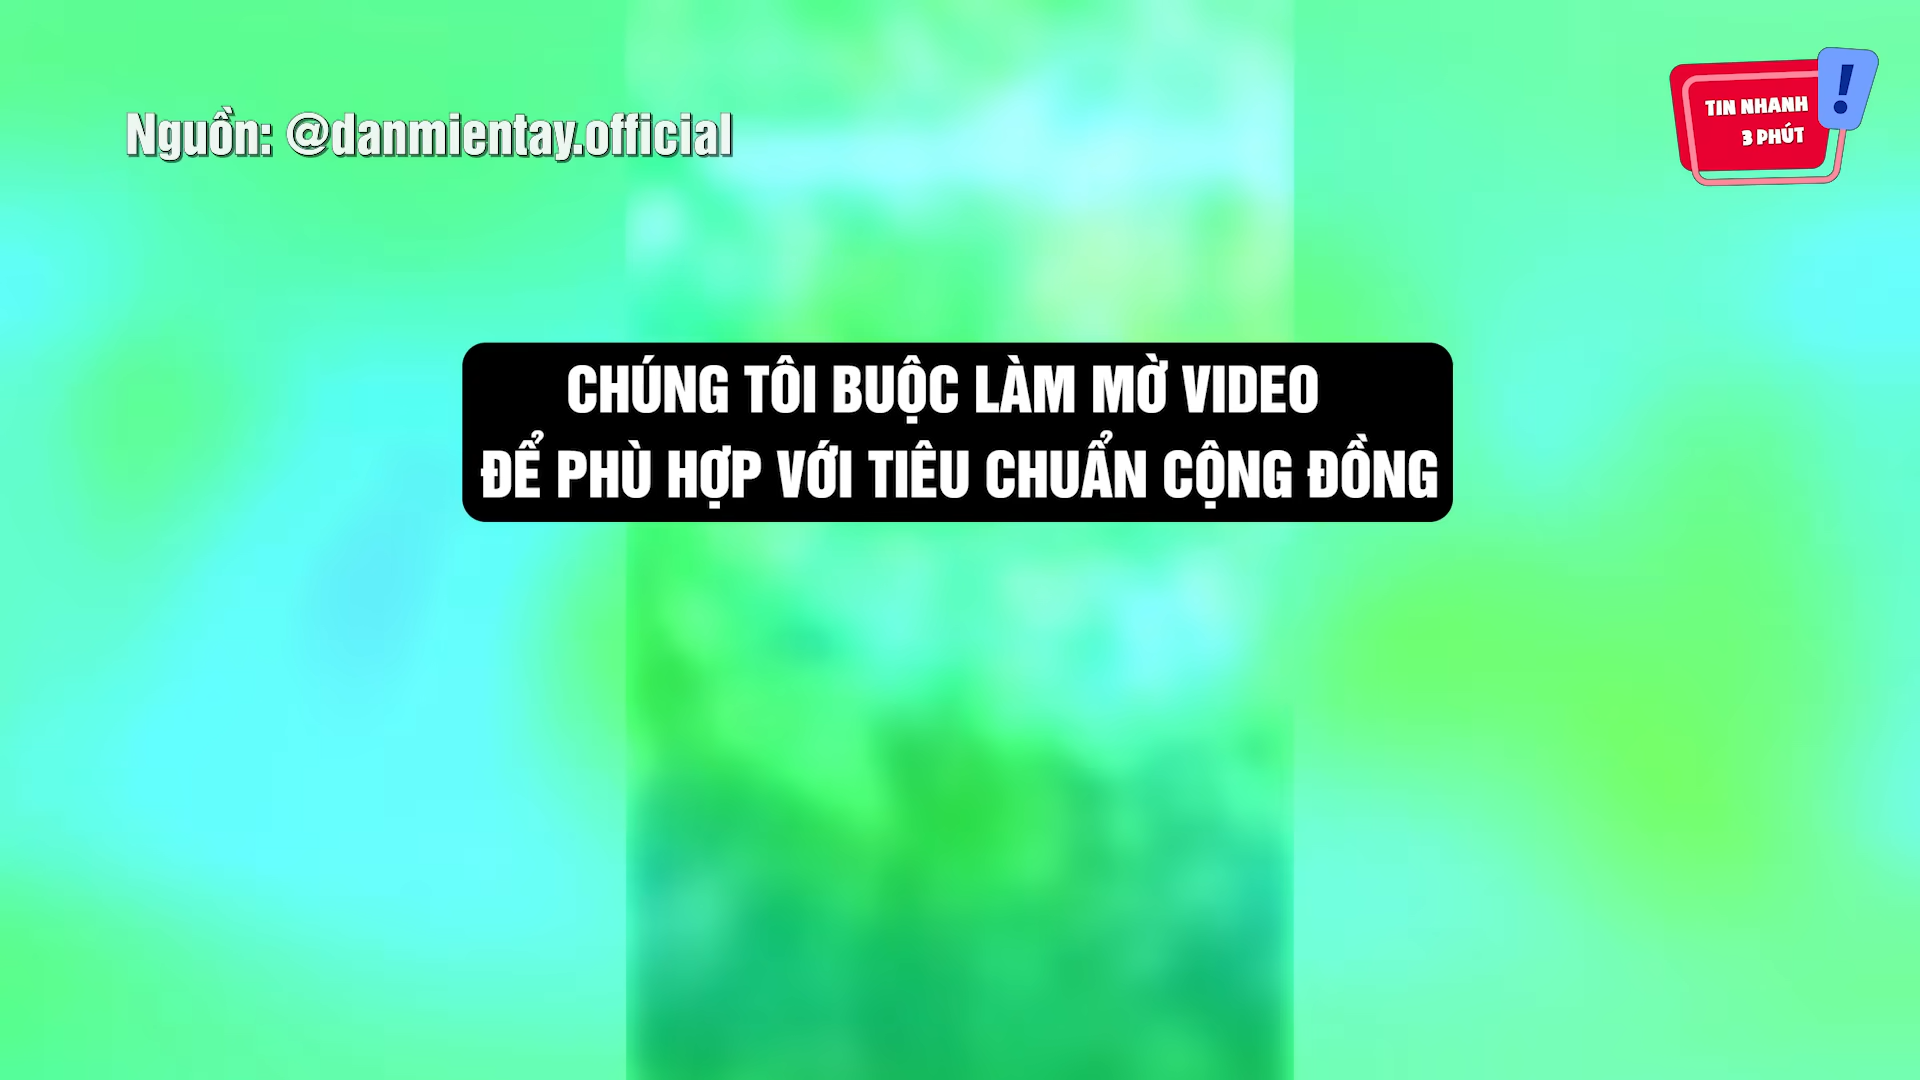 Nguồn: @danmientay.official
TIN NHANH
3 PHÚT
CHÚNG TÔI BUỘC LÀM MỜ VIDEO
ĐỂ PHÙ HỢP VỚI TIÊU CHUẨN CỘNG ĐỒNG